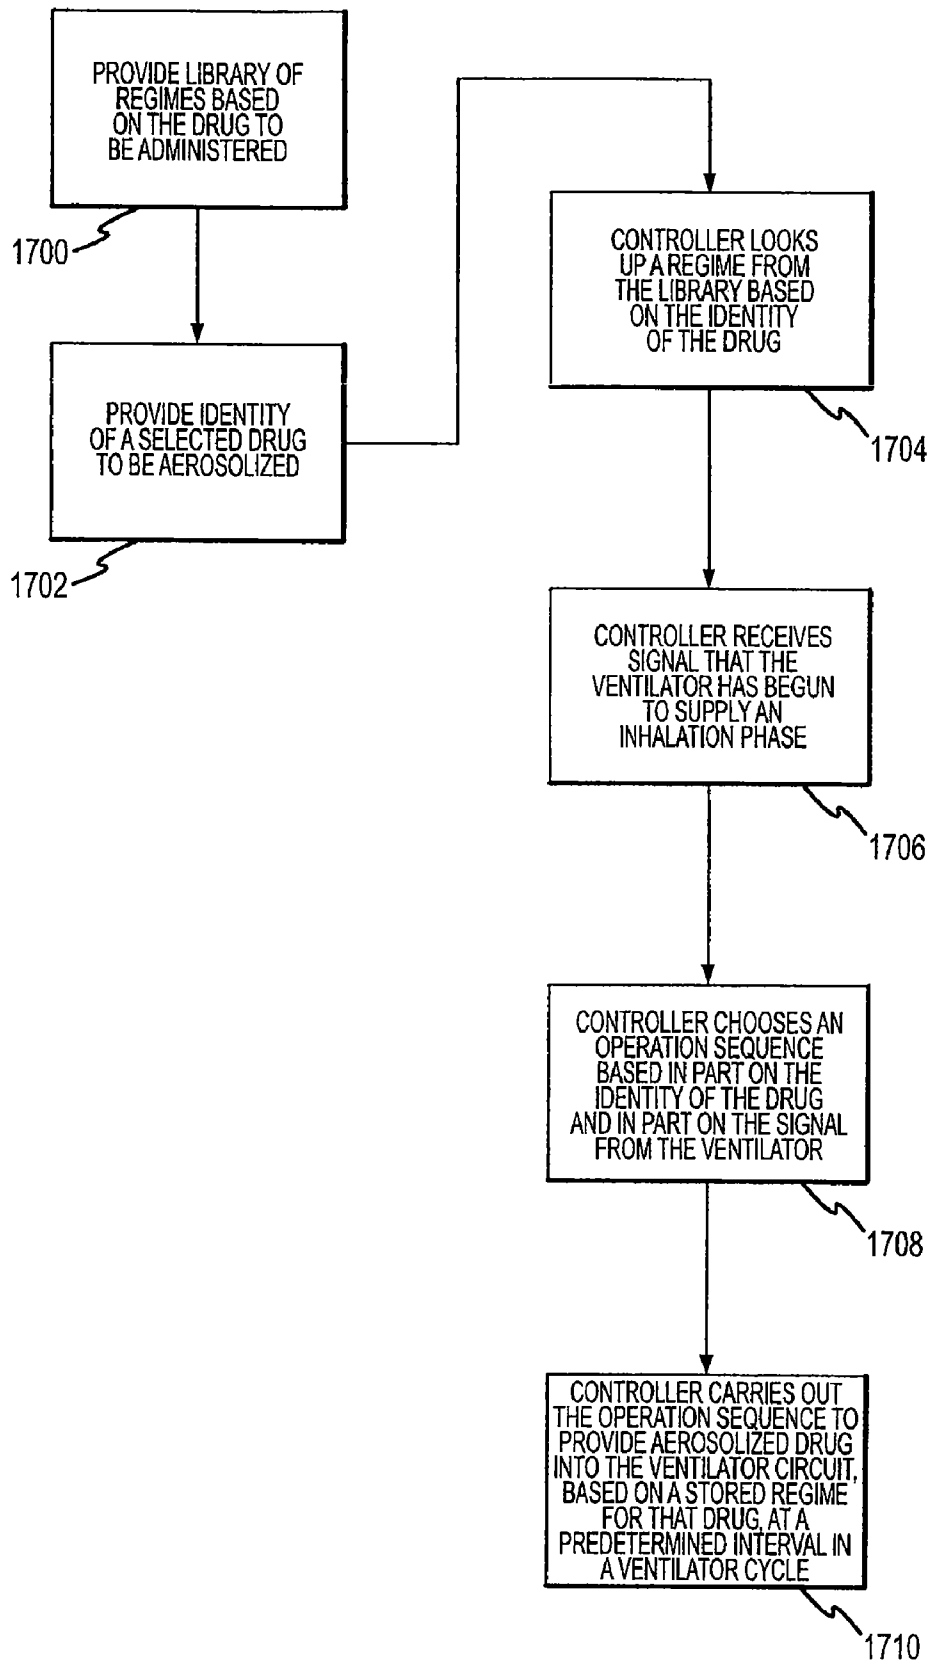 PROVIDE LIBRARY OF
REGIMES BASED
ON THE DRUG TO
BE ADMINISTERED
1700
PROVIDE IDENTITY
OF A SELECTED DRUG
TO BE AEROSOLIZED
1702
CONTROLLER LOOKS
UP A REGIME FROM
THE LIBRARY BASED
ON THE IDENTITY
OF THE DRUG
1704
CONTROLLER RECEIVES
SIGNAL THAT THE
VENTILATOR HAS BEGUN
TO SUPPLY AN
INHALATION PHASE
1706
CONTROLLER CHOOSES AN
OPERATION SEQUENCE
BASED IN PART ON THE
IDENTITY OF THE DRUG
AND IN PART ON THE SIGNAL
FROM THE VENTILATOR
1708
CONTROLLER CARRIES OUT
THE OPERATION SEQUENCE TO
PROVIDE AEROSOLIZED DRUG
INTO THE VENTILATOR CIRCUIT,
BASED ON A STORED REGIME
FOR THAT DRUG, AT A
PREDETERMINED INTERVAL IN
A VENTILATOR CYCLE
1710